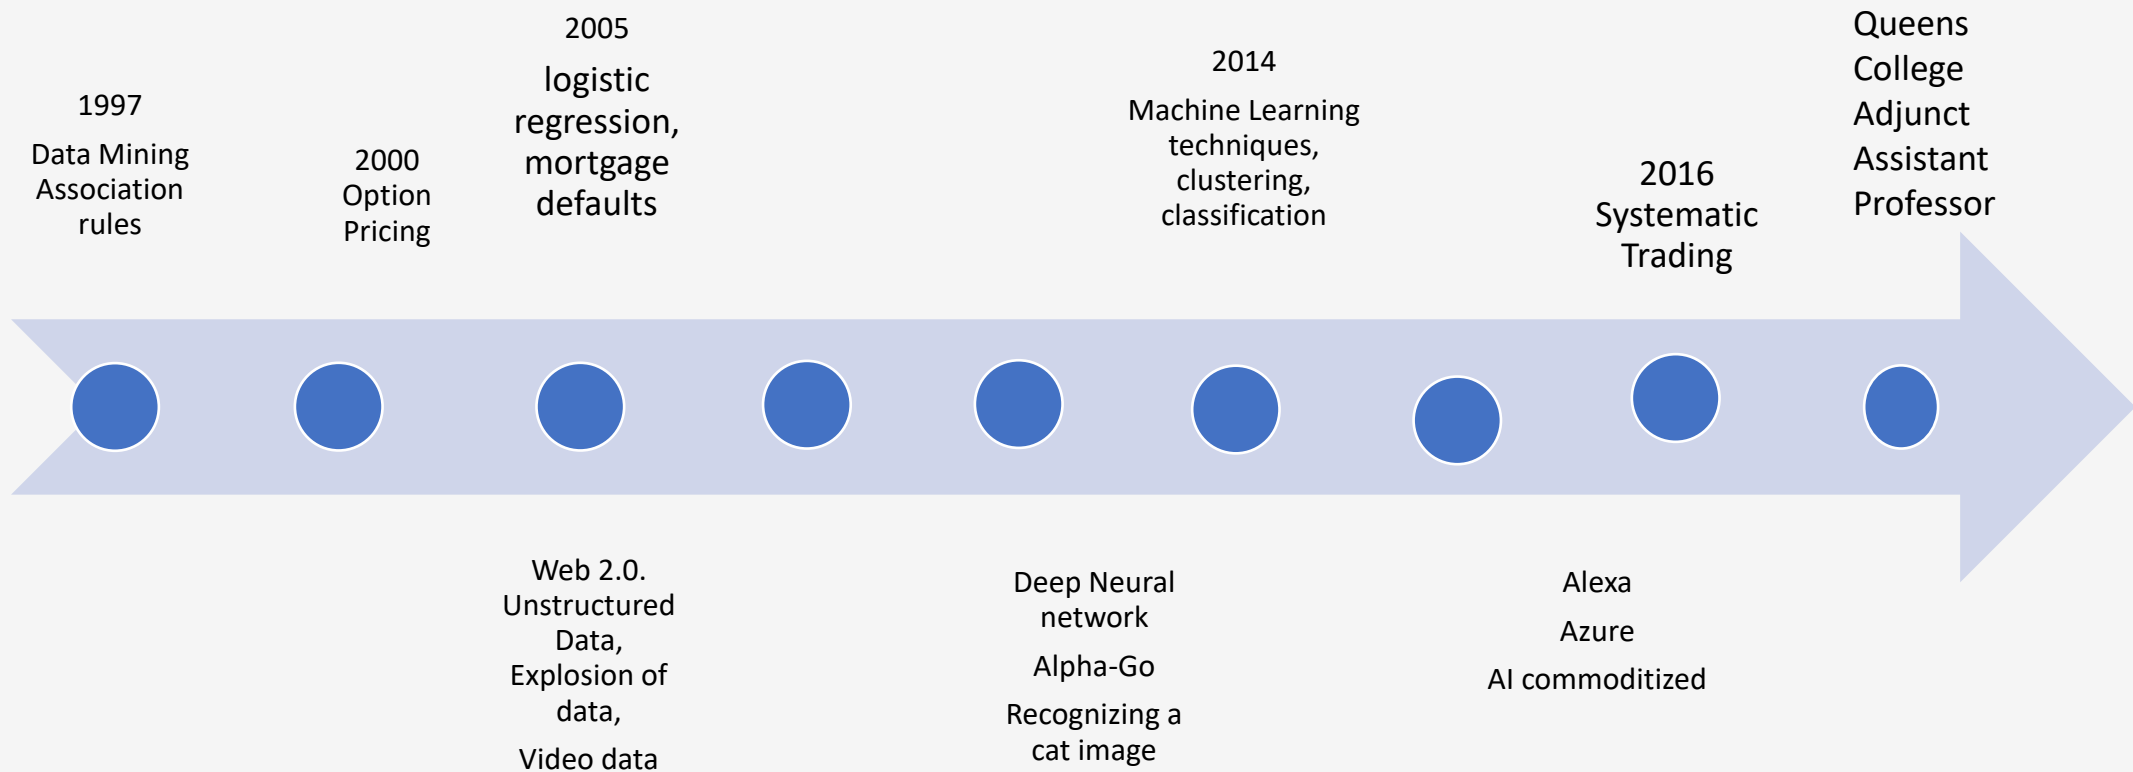 1997
Data Mining
Association
rules
2000
Option
Pricing
2005
logistic
regression,
mortgage
defaults
2014
Machine Learning
techniques,
clustering,
classification
2016
Systematic
Trading
Queens
College
Adjunct
Assistant
Professor
Web 2.0.
Unstructured
Data,
Explosion of
data,
Video data
Deep Neural
network
Alpha-Go
Recognizing a
cat image
Alexa
Azure
AI commoditized